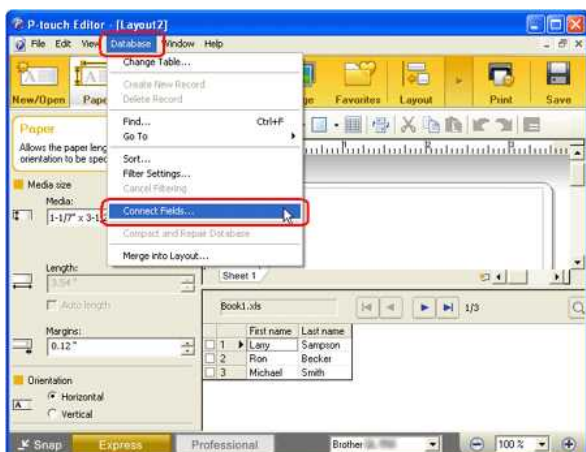 P-touch Editor - [Layout2]
File Edit View Database Window Help
Change Table...
Create New Record
Delete Record
Find... Ctrl+F
Go To
Sort...
Filter Settings...
Cancel Filtering
Connect Fields...
Compact and Repair Database
Merge into Layout...
New/Open Pape ge Favorites Layout Print Save
Paper
Allows the paper leng
orientation to be spec
Media size
Media:
1-1/7" x 3-1/2
Length:
3.54"
Auto length
Margins:
0.12"
Orientation
Horizontal
Vertical
Sheet 1
Book1.xls 1/3
First name Last name
1 Larry Sampson
2 Ron Becker
3 Michael Smith
Snap Express Professional Brother 100 %